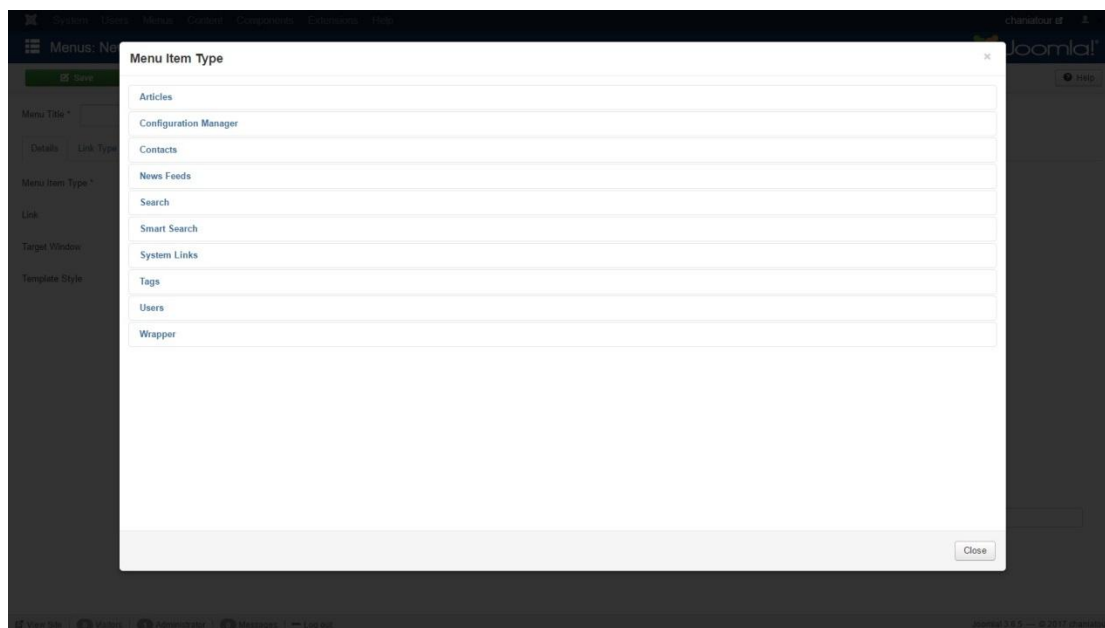 System Users Menus Content Components Extensions Help
chaniatour
Menus: Ne
Joomla!
Save
Help
Menu Item Type
×
Menu Title *
Details Link Type
Menu Item Type *
Link
Target Window
Template Style
Articles
Configuration Manager
Contacts
News Feeds
Search
Smart Search
System Links
Tags
Users
Wrapper
Close
View Site Visitors Administrator Messages Log out